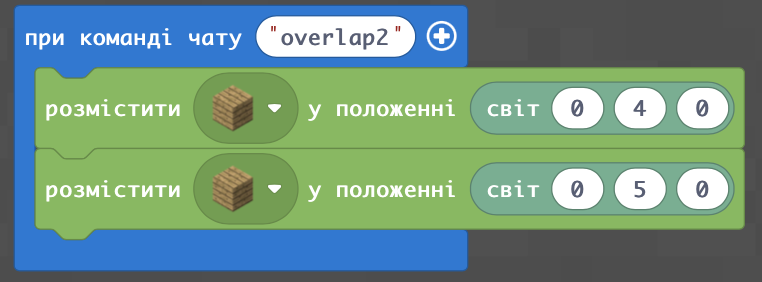 при команді чату "overlap2"
розмістити у положенні світ 0 4 0
розмістити у положенні світ 0 5 0